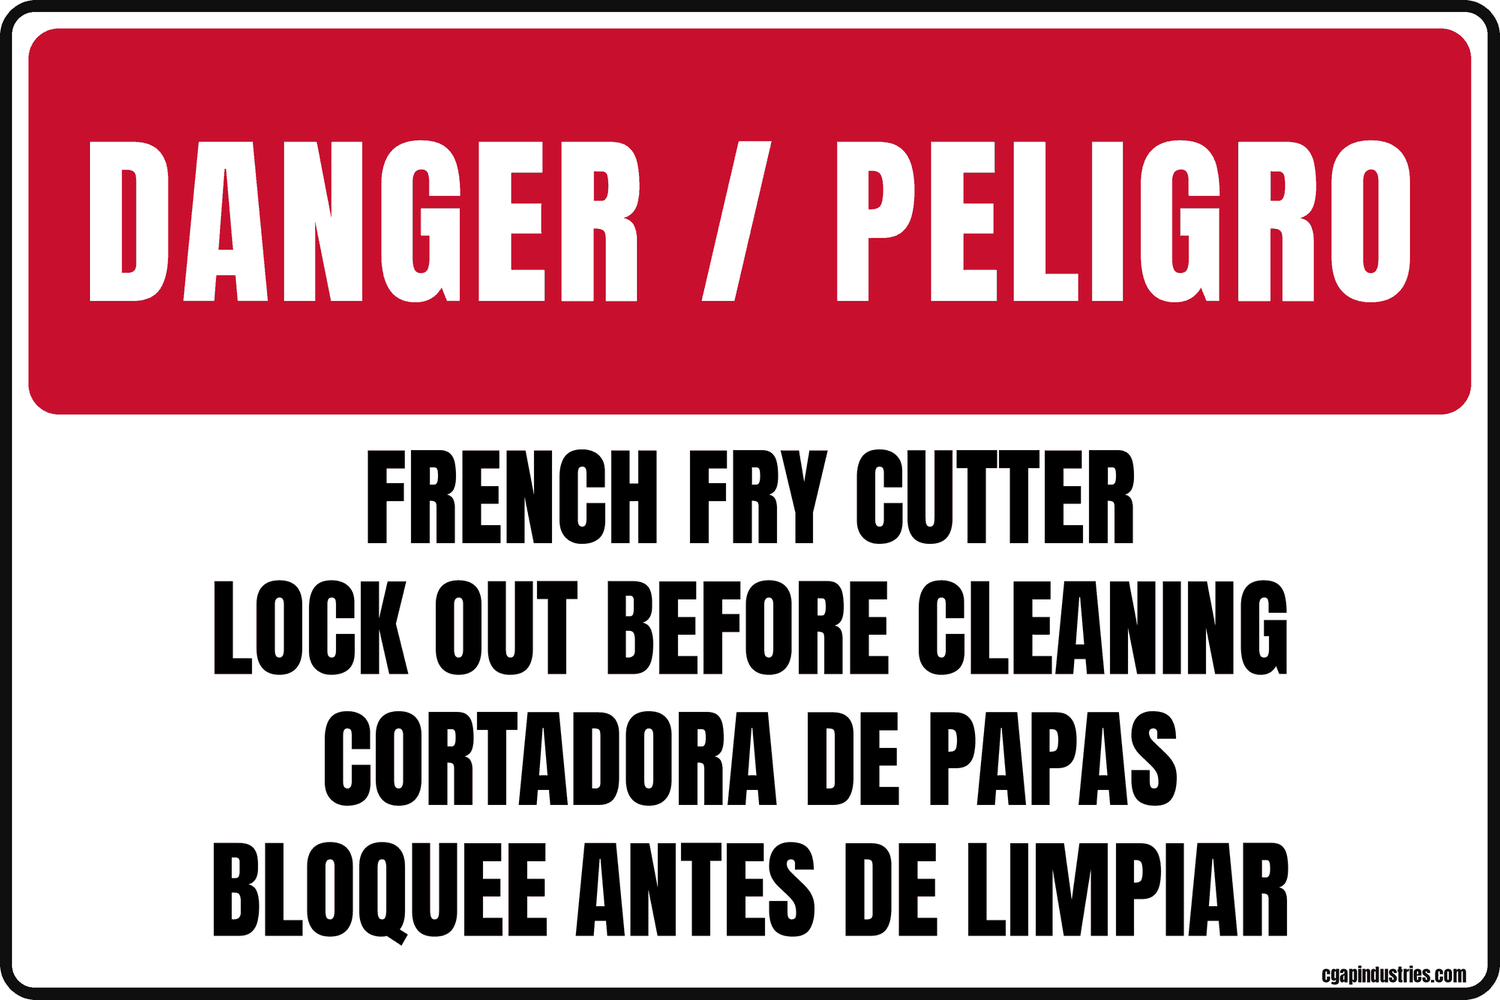 DANGER / PELIGRO
FRENCH FRY CUTTER
LOCK OUT BEFORE CLEANING
CORTADORA DE PAPAS
BLOQUEE ANTES DE LIMPIAR
cgapindustries.com